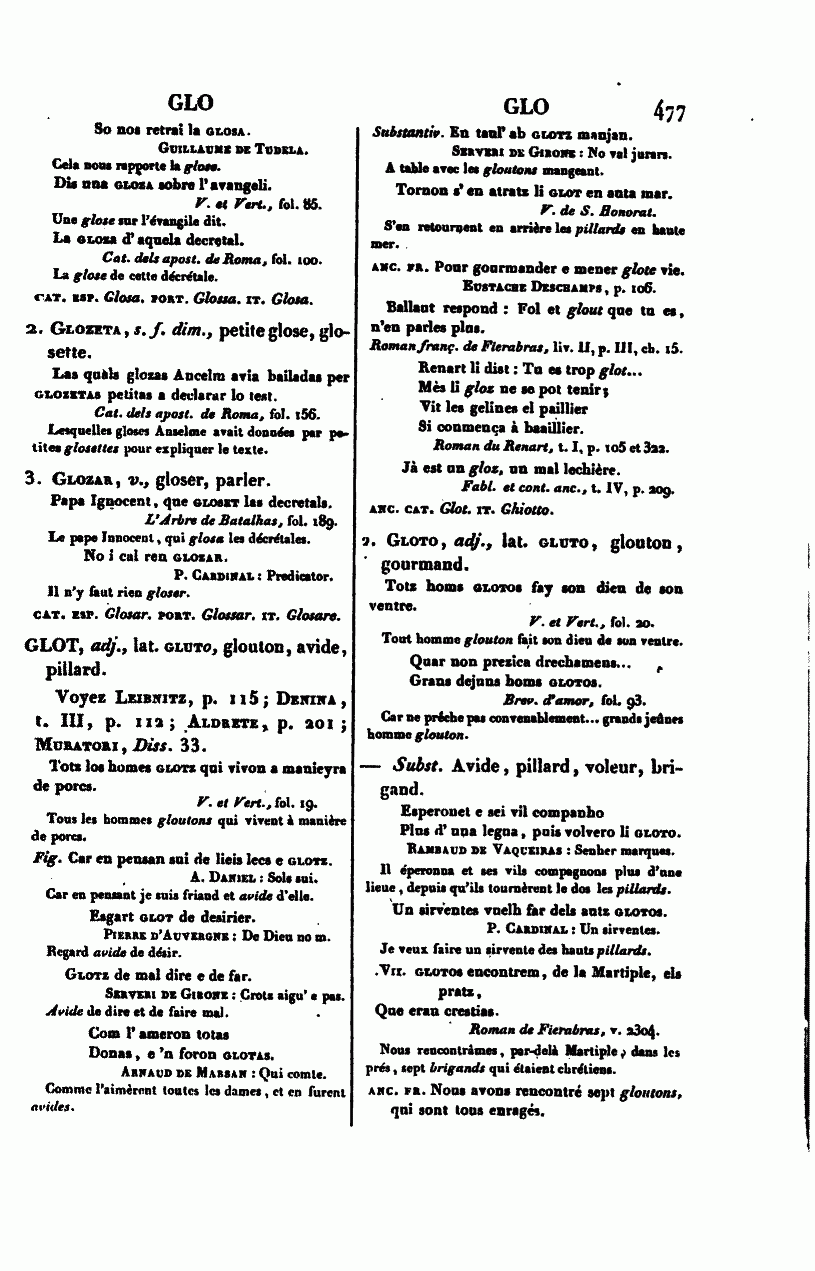 GLO
So nos retrai la GLOSA.
GUILLAUME DE TUDELA.
Cela nous rapporte la glose.
Dis una GLOZA sobre l'avangeli.
V. et Vert., fol. 85.
Une glose sur l'évangile dit.
La GLOZA d'aquela decretal.
Cat. dels apost. de Roma, fol. 100.
La glose de cette décrétale.
CAT. ESP. Glosa. PORT. Glossa. IT. Glosa.
2. GLOZETA, s. f. dim., petite glose, glo-
sette.
Las quals glozas Ancelm avia bailadas per
GLOZETAS petitas a declarar lo test.
Cat. dels apost. de Roma, fol. 156.
Lesquelles gloses Anselme avait données par pe-
tites glosettes pour expliquer le texte.
3. GLOZAR, v., gloser, parler.
Papa Ignocent, que GLOSET las decretals.
L'Arbre de Batalhas, fol. 189.
Le pape Innocent, qui glosa les décrétales.
No i cal ren GLOZAR.
P. CARDINAL : Predicator.
Il n'y faut rien gloser.
CAT. ESP. Glosar. PORT. Glossar. IT. Glosare.
GLOT, adj., lat. GLUTO, glouton, avide,
pillard.
Voyez LEIBNITZ, p. 115; DENINA,
t. III, p. 112; ALDRETE, p. 201;
MURATORI, Diss. 33.
Totz los homes GLOTZ qui vivon a manieyra
de porcs.
V. et Vert., fol. 19.
Tous les hommes gloutons qui vivent à manière
de porcs.
Fig. Car en pensan sui de lieis lecs e GLOTZ.
A. DANIEL : Sols sui.
Car en pensant je suis friand et avide d'elle.
Esgart GLOT de desirier.
PIERRE D'AUVERGNE : De Dieu no m.
Regard avide de désir.
GLOTZ de mal dire e de far.
SERVERI DE GIRONE : Crotz aigu' e pas.
Avide de dire et de faire mal.
Com l'ameron totas
Donas, e 'n foron GLOTAS.
ARNAUD DE MARSAN : Qui comte.
Comme l'aimèrent toutes les dames, et en furent
avides.
GLO 477
Substantiv. En taul' ab GLOTZ manjan.
SERVERI DE GIRONE : No val jurars.
A table avec les gloutons mangeant.
Tornon s'en atratz li GLOT en auta mar.
V. de S. Honorat.
S'en retournent en arrière les pillards en haute
mer.
ANC. FR. Pour gourmander e mener glote vie.
EUSTACHE DESCHAMPS, p. 106.
Ballant respond : Fol et glout que tu es,
n'en parles plus.
Roman franç. de Fierabras, liv. II, p. III, ch. 15.
Renart li dist : Tu es trop glot...
Mès li gloz ne se pot tenir;
Vit les gelines el paillier
Si conmença à baaillier.
Roman du Renart, t. I, p. 105 et 322.
Jà est un gloz, un mal lechière.
Fabl. et cont. anc., t. IV, p. 209.
ANC. CAT. Glot. IT. Ghiotto.
2. GLOTO, adj., lat. GLUTO, glouton,
gourmand.
Totz homs GLOTOS fay son dieu de son
ventre.
V. et Vert., fol. 20.
Tout homme glouton fait son dieu de son ventre.
Quar non prezica drechamens...
Grans dejuns homs GLOTOS.
Brev. d'amor, fol. 93.
Car ne prêche pas convenablement... grands jeûnes
homme glouton.
— Subst. Avide, pillard, voleur, bri-
gand.
Esperonet e sei vil companho
Plus d'una legua, puis volvero li GLOTO.
RAMBAUD DE VAQUEIRAS : Senher marques.
Il éperonna et ses vils compagnons plus d'une
lieue, depuis qu'ils tournèrent le dos les pillards.
Un sirventes vuelh far dels autz GLOTOS.
P. CARDINAL : Un sirventes.
Je veux faire un sirvente des hauts pillards.
VII. GLOTOS encontrem, de la Martiple, els
pratz,
Que eran crestias.
Roman de Fierabras, v. 2304.
Nous rencontrâmes, par-delà Martiple, dans les
prés, sept brigands qui étaient chrétiens.
ANC. FR. Nous avons rencontré sept gloutons,
qui sont tous enragés.